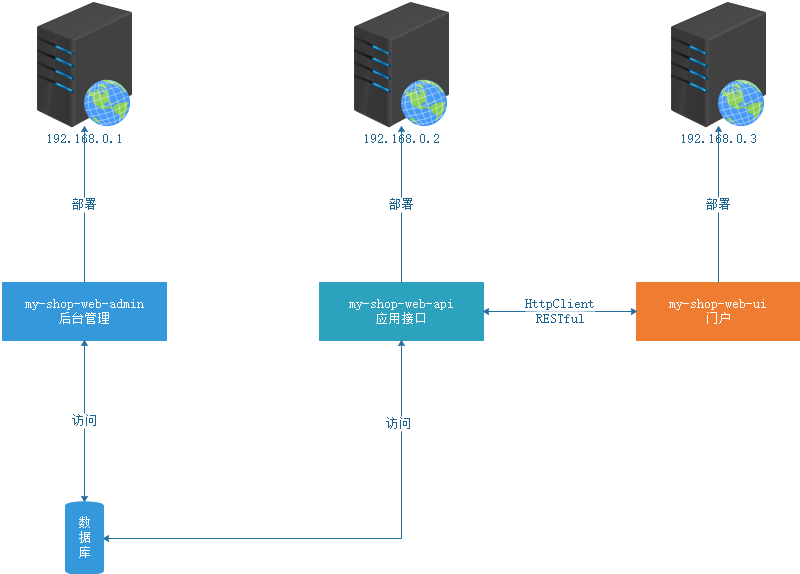 192.168.0.1
192.168.0.2
192.168.0.3
部署
部署
部署
my-shop-web-admin
后台管理
my-shop-web-api
应用接口
HttpClient
RESTful
my-shop-web-ui
门户
访问
访问
数
据
库